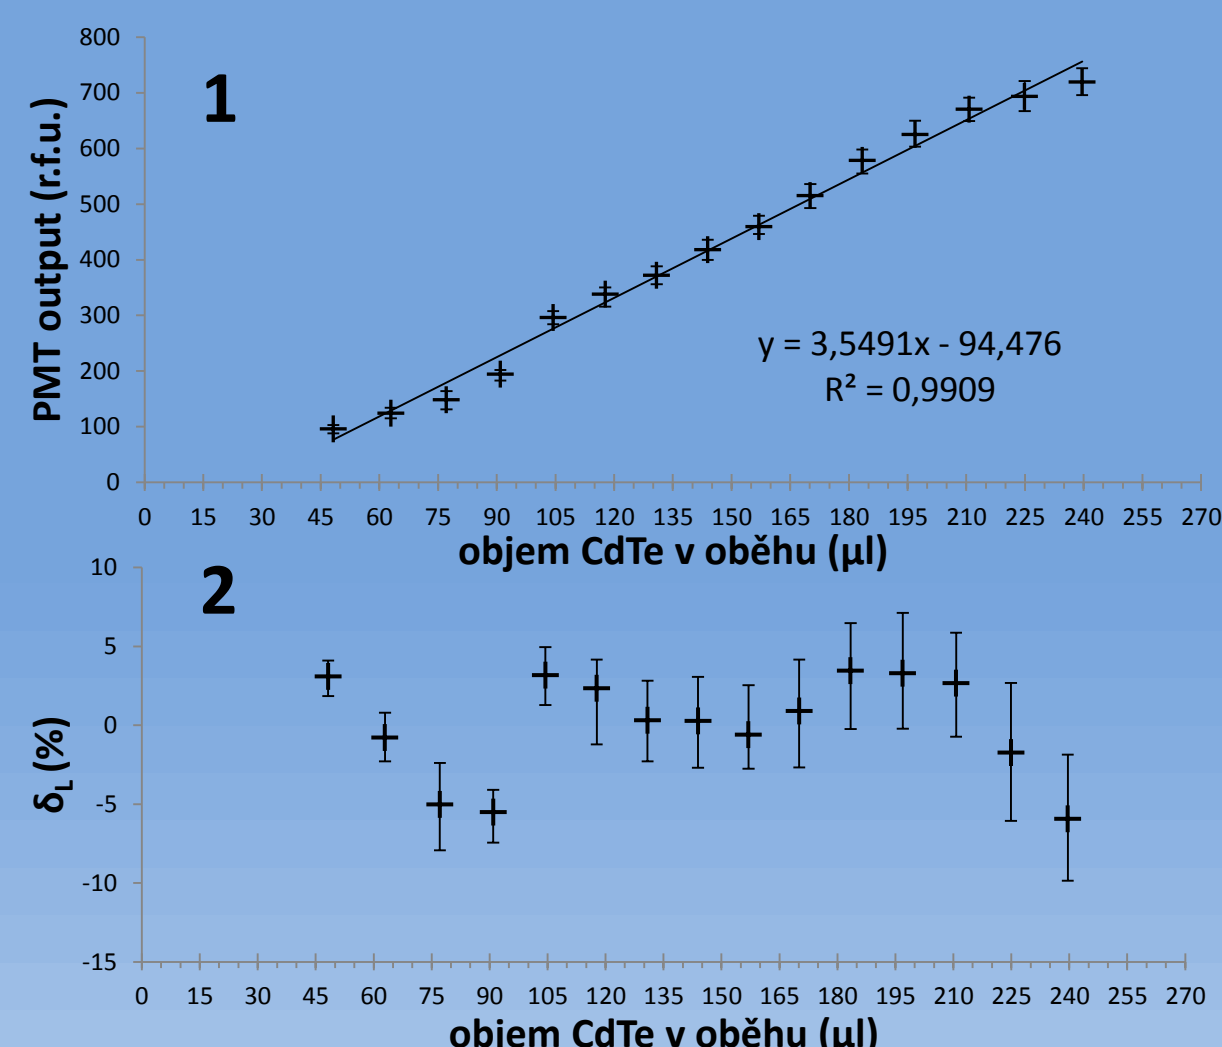 1
PMT output (r.f.u.)
800
700
600
500
400
300
200
100
0
y = 3,5491x - 94,476
R² = 0,9909
0 15 30 45 60 75 90 105 120 135 150 165 180 195 210 225 240 255 270
objem CdTe v oběhu (µl)
2
δL (%)
10
5
0
-5
-10
-15
0 15 30 45 60 75 90 105 120 135 150 165 180 195 210 225 240 255 270
objem CdTe v oběhu (µl)